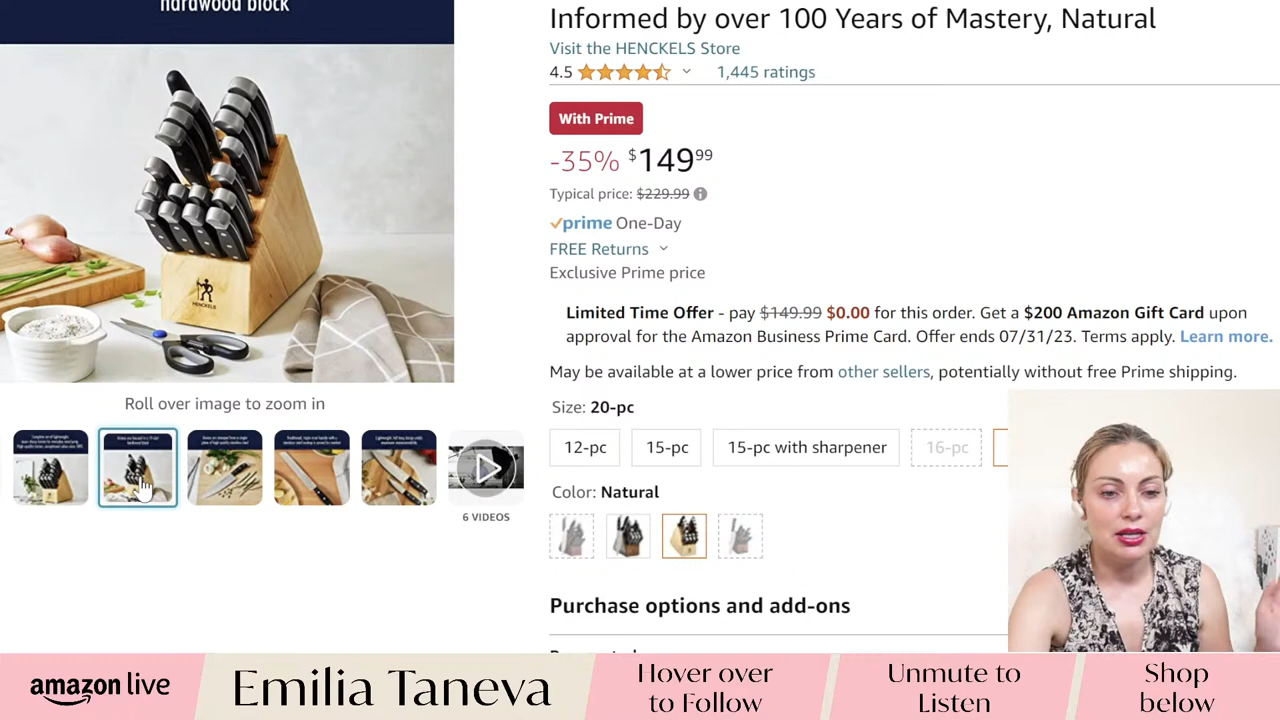 hardwood block
HENCKELS
Roll over image to zoom in
6 VIDEOS
Informed by over 100 Years of Mastery, Natural
Visit the HENCKELS Store
4.5 1,445 ratings
With Prime
-35% $149 99
Typical price: $229.99
prime One-Day
FREE Returns
Exclusive Prime price
Limited Time Offer - pay $149.99 $0.00 for this order. Get a $200 Amazon Gift Card upon
approval for the Amazon Business Prime Card. Offer ends 07/31/23. Terms apply. Learn more.
May be available at a lower price from other sellers, potentially without free Prime shipping.
Size: 20-pc
12-pc 15-pc 15-pc with sharpener 16-pc
Color: Natural
Purchase options and add-ons
amazon live
Emilia Taneva
Hover over
to Follow
Unmute to
Listen
Shop
below